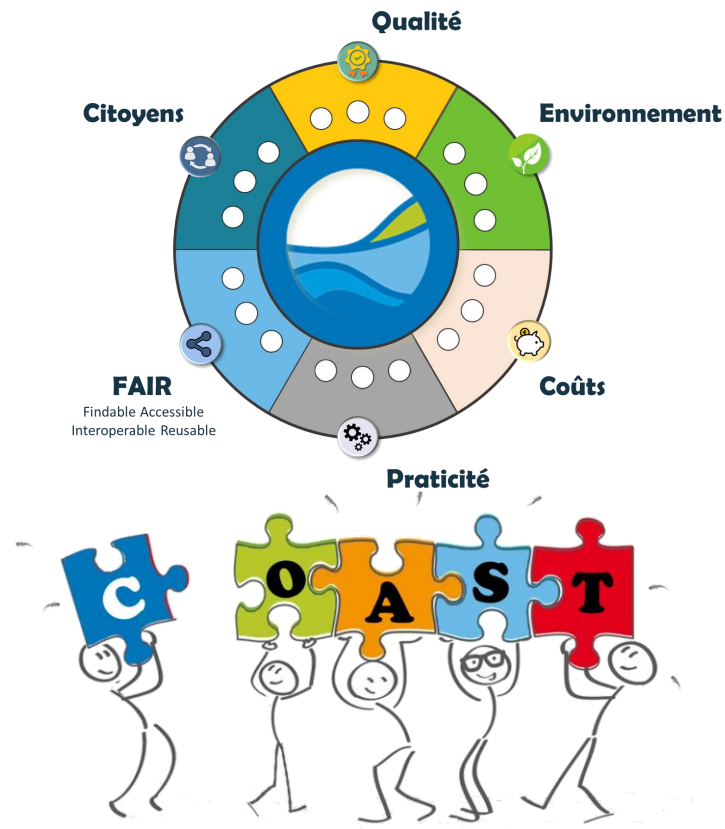 Qualité
Citoyens
Environnement
FAIR
Findable Accessible
Interoperable Reusable
Coûts
Praticité
C O A S T